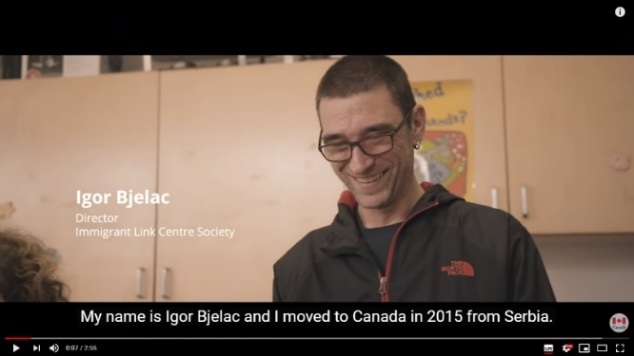 ands?
Igor Bjelac
Director
Immigrant Link Centre Society
THE
NORTH
FACE
My name is Igor Bjelac and I moved to Canada in 2015 from Serbia.
0:07 / 2:55